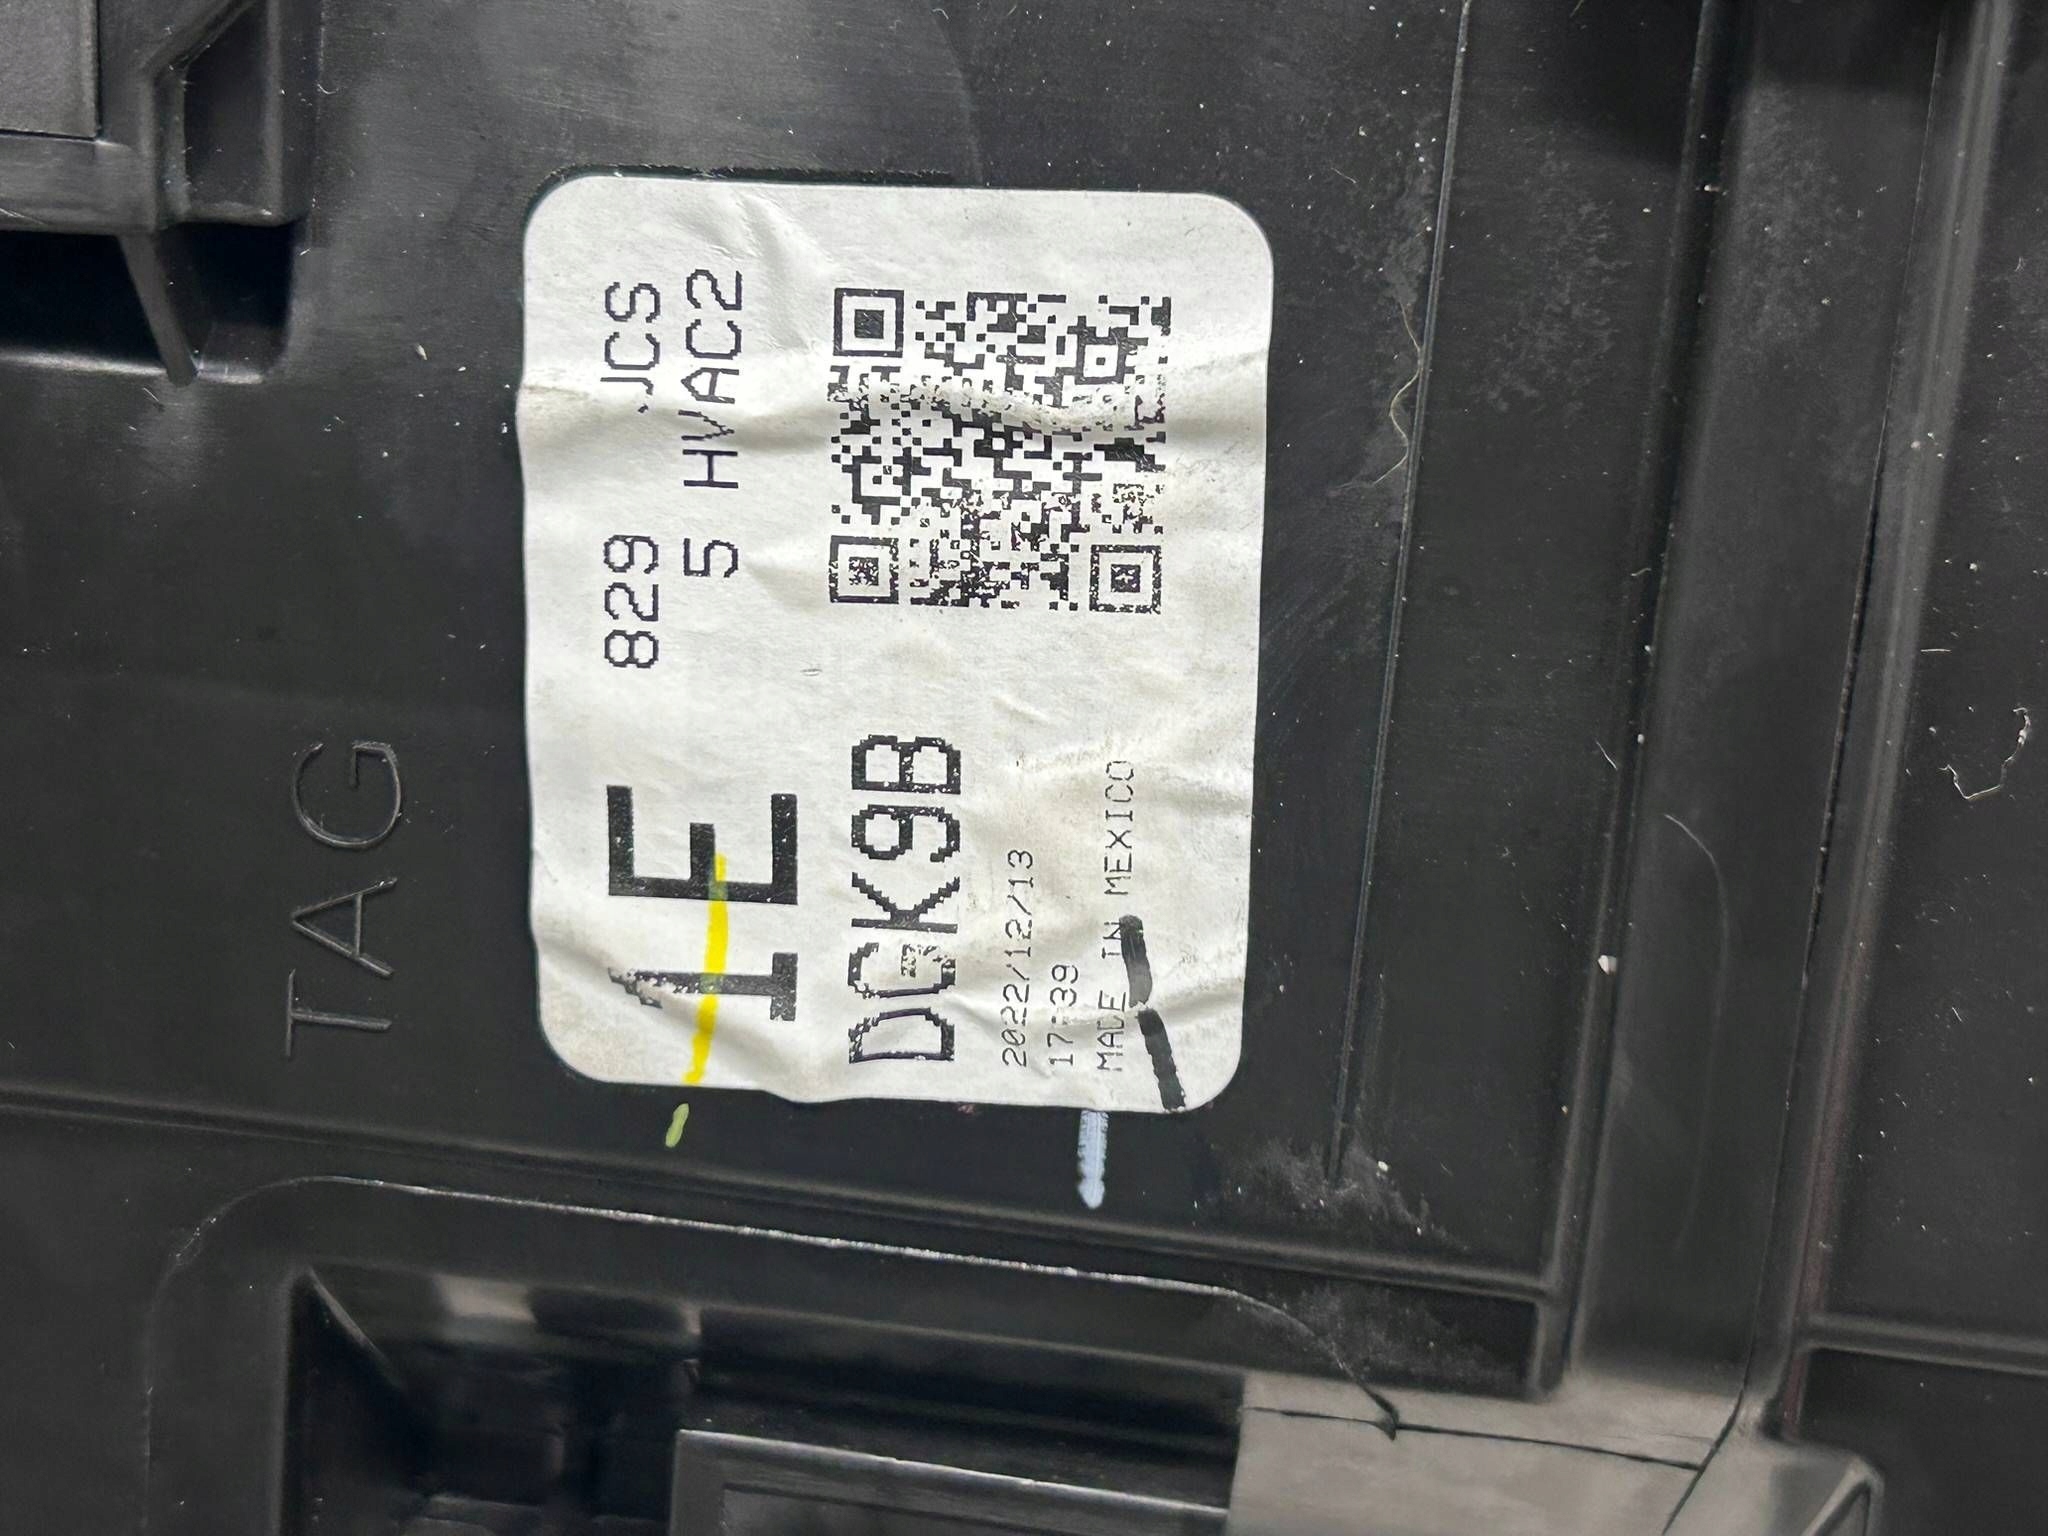 TAG
1E
829 JCS
5 HVAC2
DGK9B
2022/12/13
17:39
MADE IN MEXICO